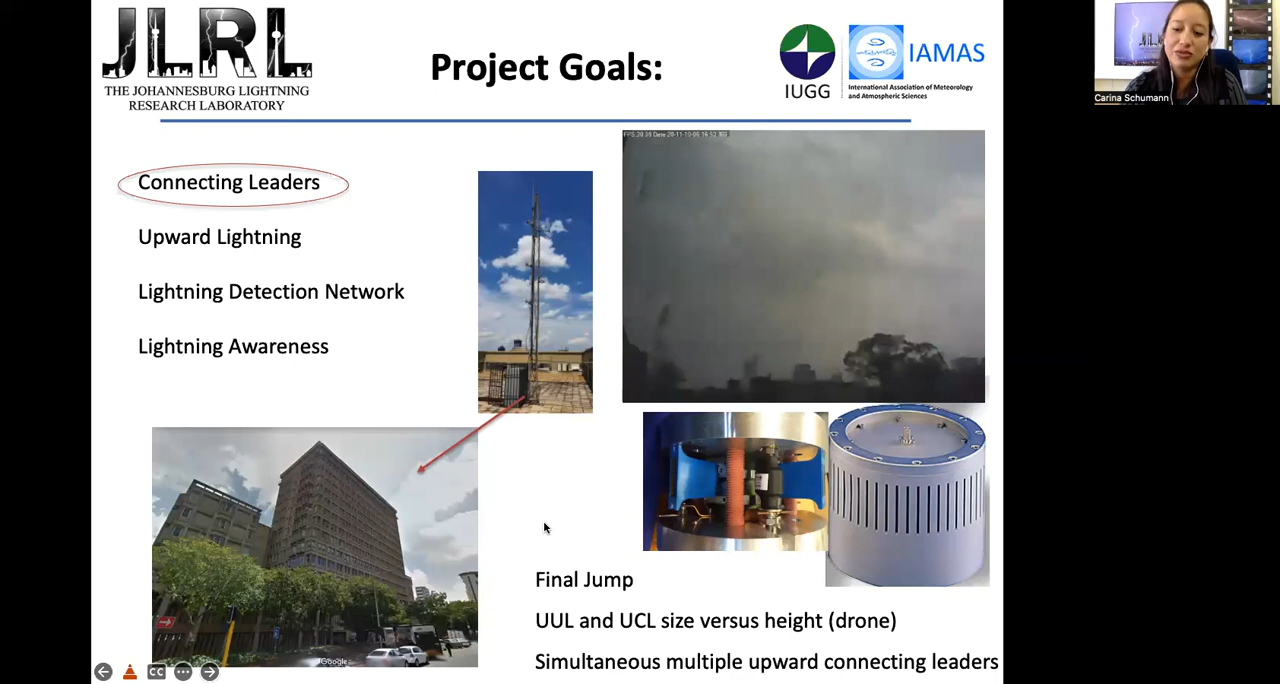 JLRL
THE JOHANNESBURG LIGHTNING
RESEARCH LABORATORY
Project Goals:
IUGG
IAMAS
International Association of Meteorology
and Atmospheric Sciences
Carina Schumann
Connecting Leaders
Upward Lightning
Lightning Detection Network
Lightning Awareness
Google
Final Jump
UUL and UCL size versus height (drone)
Simultaneous multiple upward connecting leaders
CC